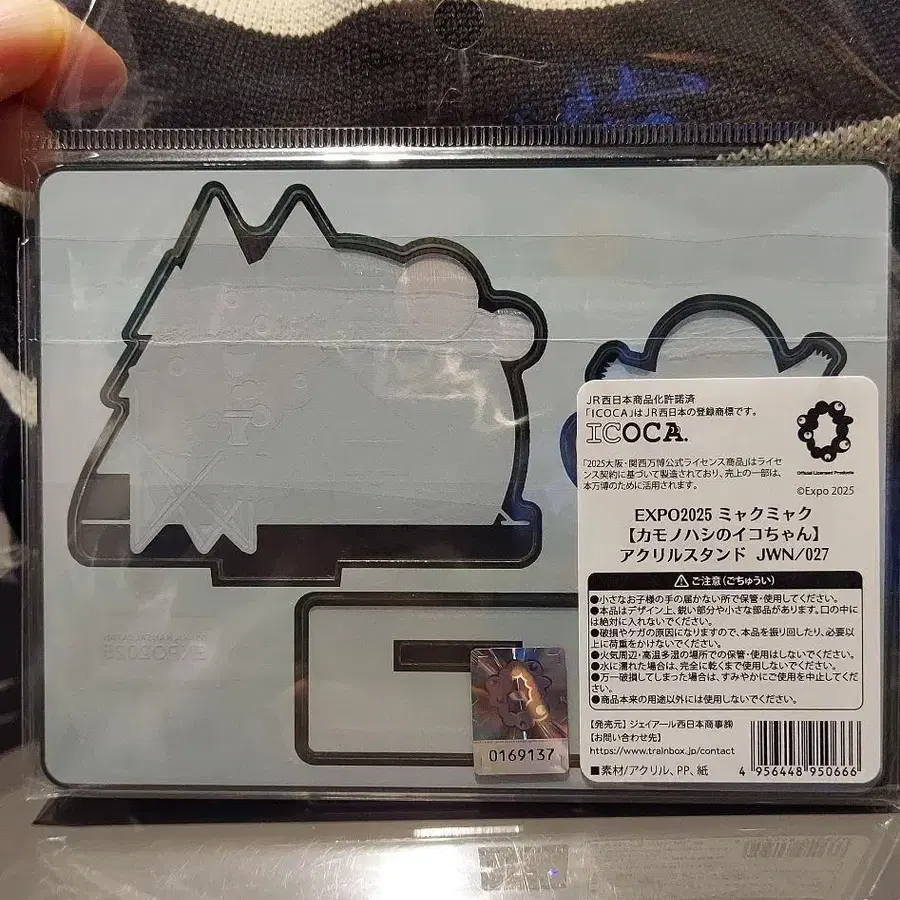 JR西日本商品化許諾済
「ICOCA」はJR西日本の登録商標です。
ICOCA.
Official Licensed Products
©Expo 2025
「2025大阪・関西万博公式ライセンス商品」はライセ
ンス契約に基づいて製造されており、売上の一部は、
本万博のために活用されます。
EXPO2025 ミャクミャク
【カモノハシのイコちゃん】
アクリルスタンド JWN/027
ご注意(ごちゅうい)
●小さなお子様の手の届かない所で保管・使用してください。
●本品はデザイン上、鋭い部分や小さな部品があります。口の中に
は絶対に入れないでください。
●破損やケガの原因になりますので、本品を振り回したり、必要以
上に荷重をかけないでください。
●火気周辺・高温多湿の場所での保管・使用はしないでください。
●水に濡れた場合は、完全に乾くまで使用しないでください。
●万一破損してしまった場合は、すみやかにご使用を中止してくだ
さい。
●商品本来の用途以外には使用しないでください。
【発売元】ジェイアール西日本商事㈱
【お問い合わせ先】
https://www.trainbox.jp/contact
■素材/アクリル、PP、紙
4 956448 950666
0169137
EXPO2025